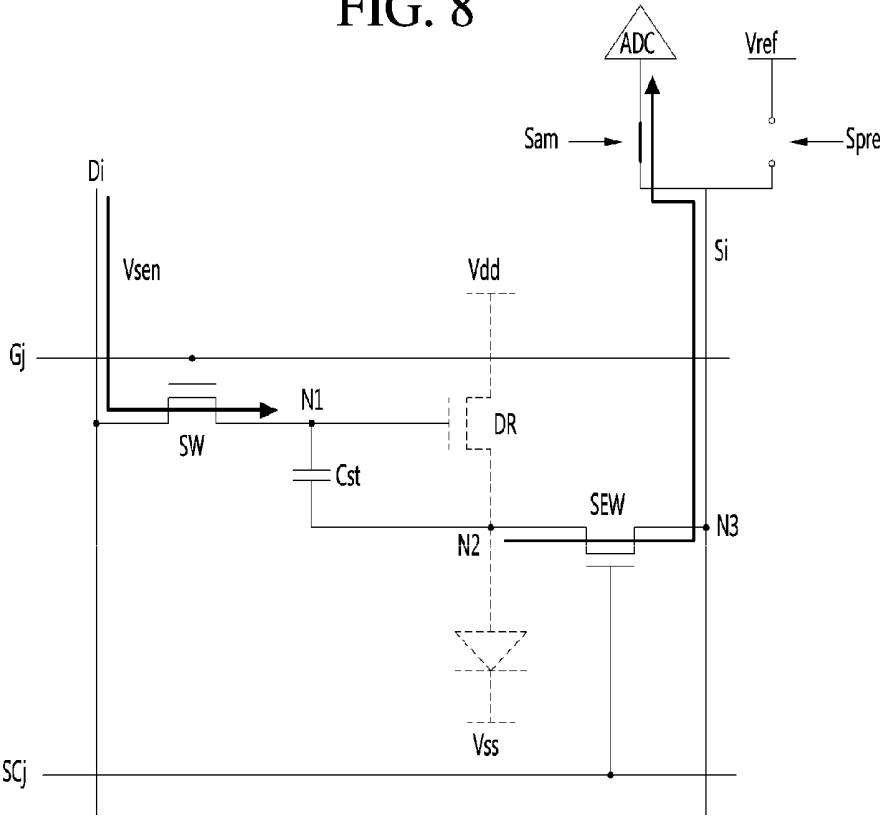 FIG. 8
ADC
Vref
Sam
Spre
Di
Si
Vsen
Vdd
Gj
N1
DR
SW
Cst
SEW
N2
N3
Vss
SCj